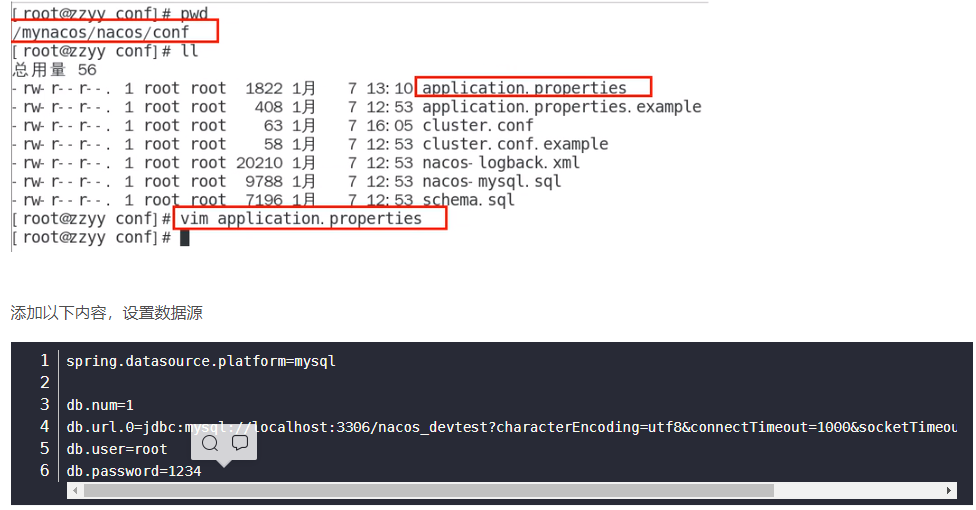 [root@zzyy conf]# pwd
/mynacos/nacos/conf
[root@zzyy conf]# ll
总用量 56
-rw-r--r--. 1 root root 1822 1月 7 13:10 application.properties
-rw-r--r--. 1 root root 408 1月 7 12:53 application.properties.example
-rw-r--r--. 1 root root 63 1月 7 16:05 cluster.conf
-rw-r--r--. 1 root root 58 1月 7 12:53 cluster.conf.example
-rw-r--r--. 1 root root 20210 1月 7 12:53 nacos-logback.xml
-rw-r--r--. 1 root root 9788 1月 7 12:53 nacos-mysql.sql
-rw-r--r--. 1 root root 7196 1月 7 12:53 schema.sql
[root@zzyy conf]# vim application.properties
[root@zzyy conf]#
添加以下内容，设置数据源
1 spring.datasource.platform=mysql
2
3 db.num=1
4 db.url.0=jdbc:mysql://localhost:3306/nacos_devtest?characterEncoding=utf8&connectTimeout=1000&socketTimeou
5 db.user=root
6 db.password=1234